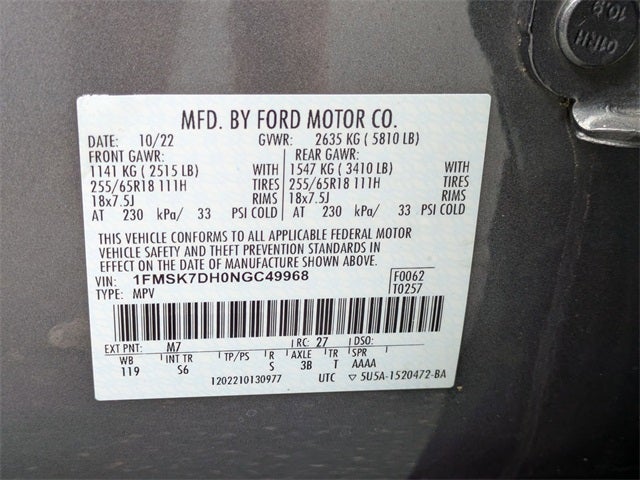 10.9
01RH
MFD. BY FORD MOTOR CO.
DATE: 10/22 GVWR: 2635 KG ( 5810 LB)
FRONT GAWR: REAR GAWR:
1141 KG ( 2515 LB) WITH 1547 KG ( 3410 LB) WITH
255/65R18 111H TIRES 255/65R18 111H TIRES
18x7.5J RIMS 18x7.5J RIMS
AT 230 kPa/ 33 PSI COLD AT 230 kPa/ 33 PSI COLD
THIS VEHICLE CONFORMS TO ALL APPLICABLE FEDERAL MOTOR
VEHICLE SAFETY AND THEFT PREVENTION STANDARDS IN
EFFECT ON THE DATE OF MANUFACTURE SHOWN ABOVE.
VIN: 1FMSK7DH0NGC49968 F0062
TYPE: MPV T0257
EXT PNT: M7 RC: 27 DSO:
WB INT TR TP/PS R AXLE TR SPR
119 S6 S 3B T AAAA
1202210130977 UTC ▽ 5U5A-1520472-BA